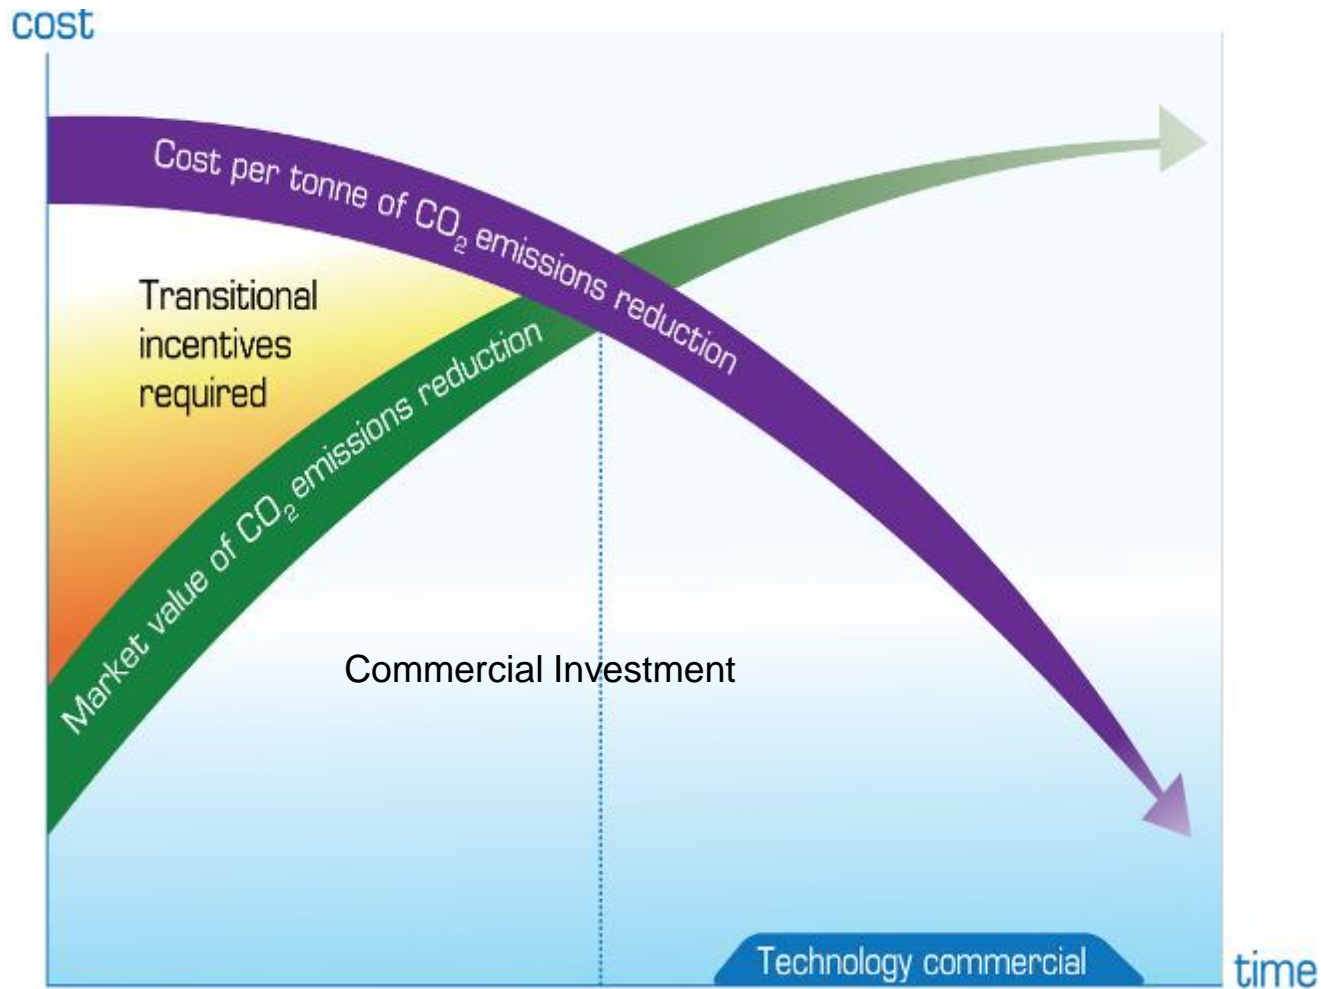 cost
Cost per tonne of CO₂ emissions reduction
Transitional
incentives
required
Market value of CO₂ emissions reduction
Commercial Investment
Technology commercial
time